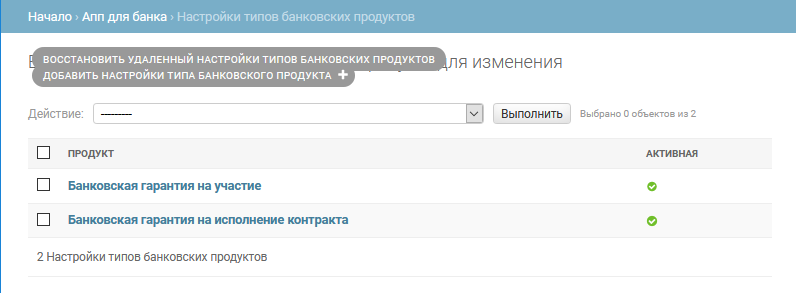 Начало › Апп для банка › Настройки типов банковских продуктов
ВОССТАНОВИТЬ УДАЛЕННЫЙ НАСТРОЙКИ ТИПОВ БАНКОВСКИХ ПРОДУКТОВ
для изменения
ДОБАВИТЬ НАСТРОЙКИ ТИПА БАНКОВСКОГО ПРОДУКТА +
Действие: --------- Выполнить Выбрано 0 объектов из 2
ПРОДУКТ АКТИВНАЯ
Банковская гарантия на участие
Банковская гарантия на исполнение контракта
2 Настройки типов банковских продуктов